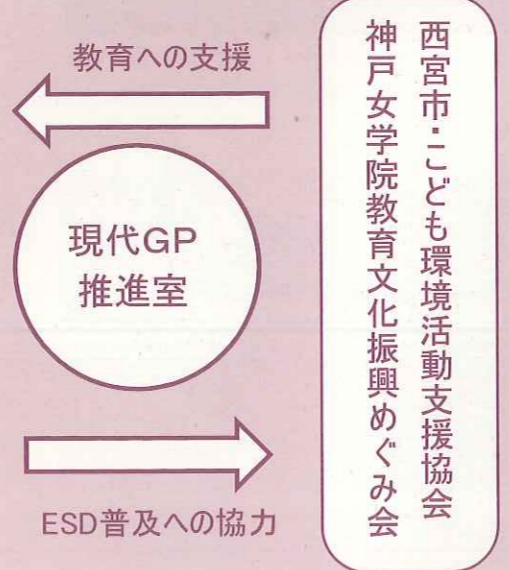 教育への支援
現代GP
推進室
ESD普及への協力
西宮市・こども環境活動支援協会
神戸女学院教育文化振興めぐみ会